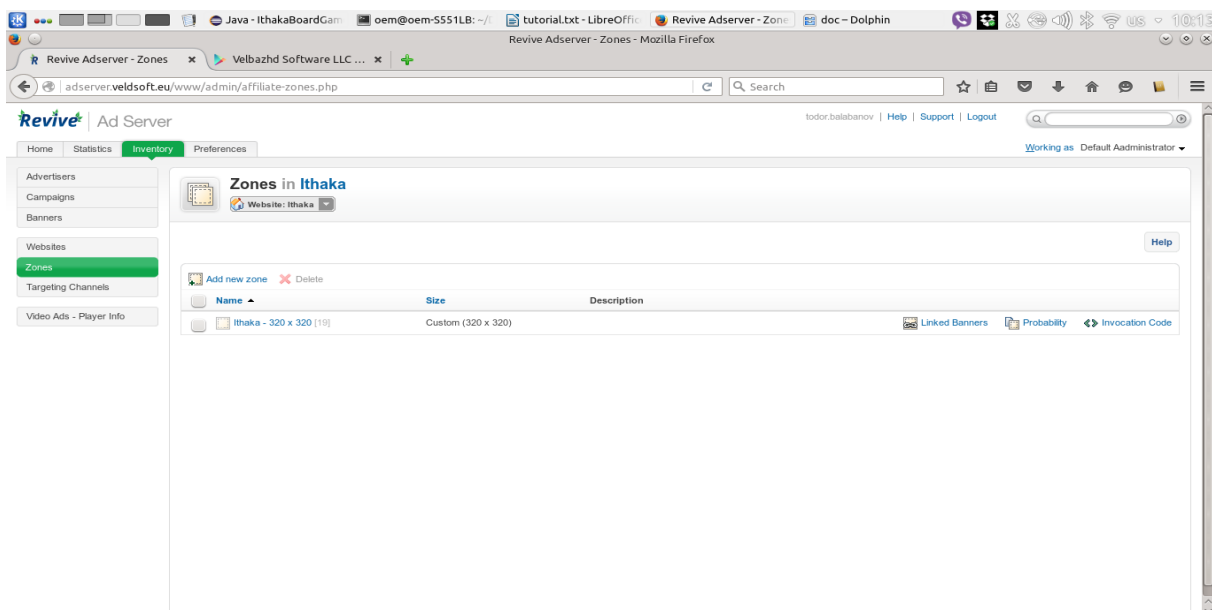 Java - IthakaBoardGam oem@oem-S551LB: ~/ tutorial.txt - LibreOffic Revive Adserver - Zone doc – Dolphin US 10:13
Revive Adserver - Zones - Mozilla Firefox
Revive Adserver - Zones Velbazhd Software LLC ...
adserver.veldsoft.eu/www/admin/affiliate-zones.php Search
Revive | Ad Server todor.balabanov | Help | Support | Logout
Home Statistics Inventory Preferences Working as Default Aadministrator
Advertisers
Campaigns
Banners
Websites
Zones
Targeting Channels
Video Ads - Player Info
Zones in Ithaka
Website: Ithaka
Help
Add new zone Delete
Name Size Description
Ithaka - 320 x 320 [19] Custom (320 x 320) Linked Banners Probability Invocation Code